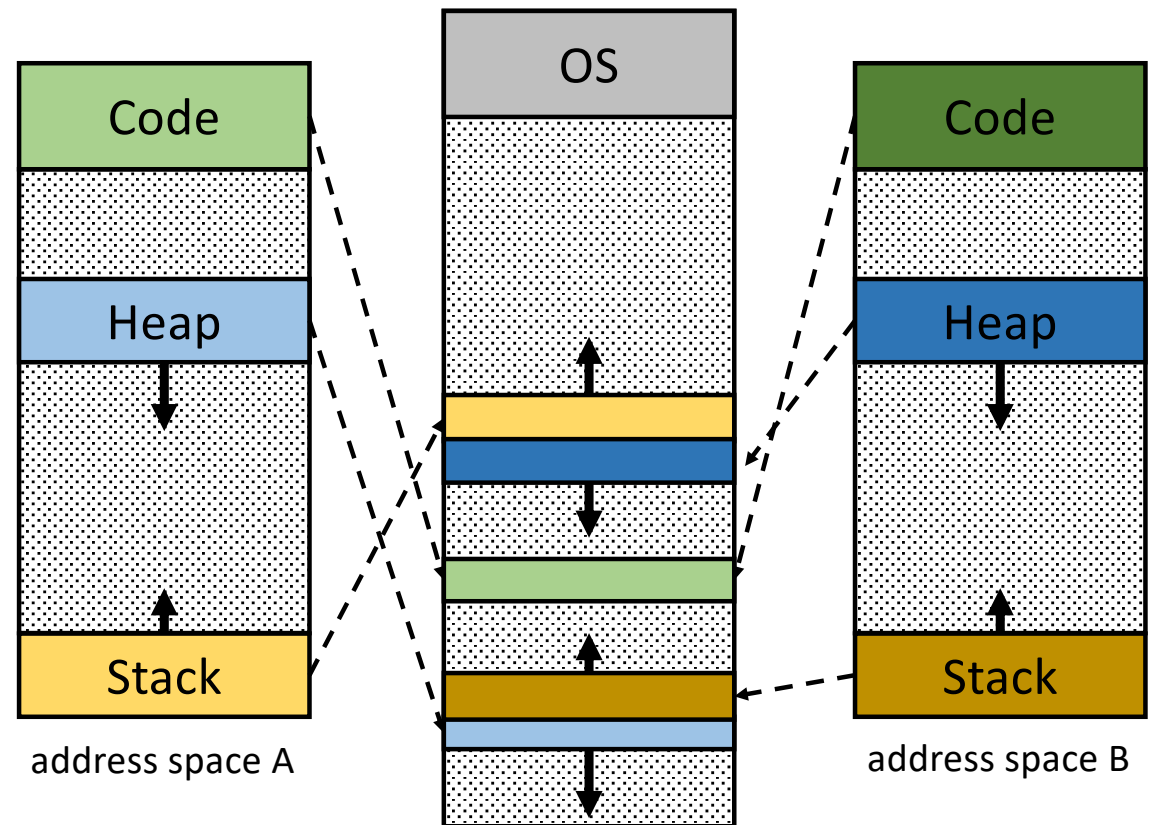 Code
Heap
Stack
address space A
OS
Code
Heap
Stack
address space B